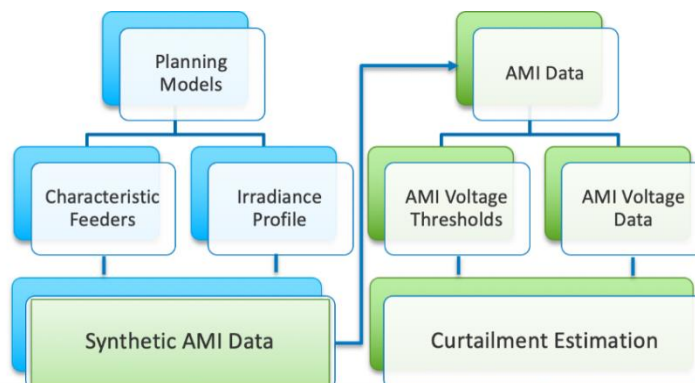 Planning
Models
AMI Data
Characteristic
Feeders
Irradiance
Profile
AMI Voltage
Thresholds
AMI Voltage
Data
Synthetic AMI Data
Curtailment Estimation